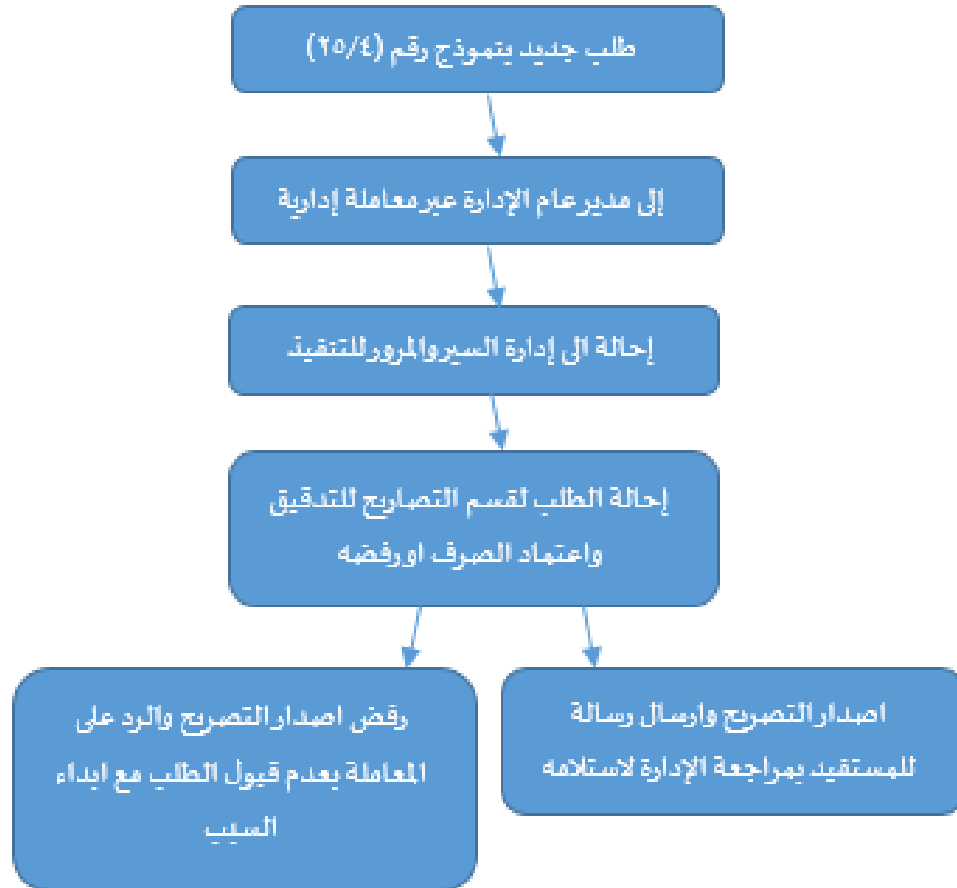 طلب جديد بنموذج رقم (٢٥/٤)
إلى مدير عام الإدارة عبر معاملة إدارية
إحالة الى إدارة السير والمرور للتنفيذ
إحالة الطلب لقسم التصاريح للتدقيق
واعتماد الصرف او رفضه
اصدار التصريح وارسال رسالة
للمستفيد بمراجعة الإدارة لاستلامه
رفض اصدار التصريح والرد على
المعاملة بعدم قبول الطلب مع ابداء
السبب